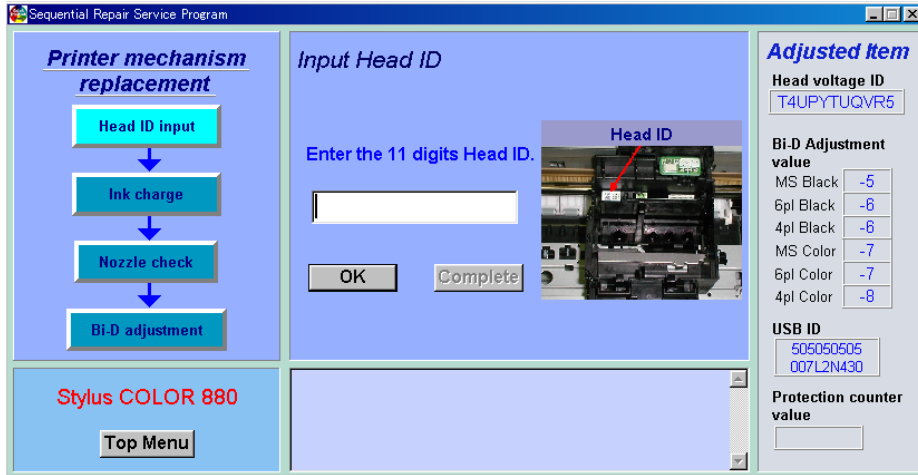 Sequential Repair Service Program
Printer mechanism
replacement
Head ID input
Ink charge
Nozzle check
Bi-D adjustment
Stylus COLOR 880
Top Menu
Input Head ID
Enter the 11 digits Head ID.
OK
Complete
Head ID
Adjusted Item
Head voltage ID
T4UPYTUQVR5
Bi-D Adjustment
value
MS Black -5
6pl Black -6
4pl Black -6
MS Color -7
6pl Color -7
4pl Color -8
USB ID
505050505
007L2N430
Protection counter
value